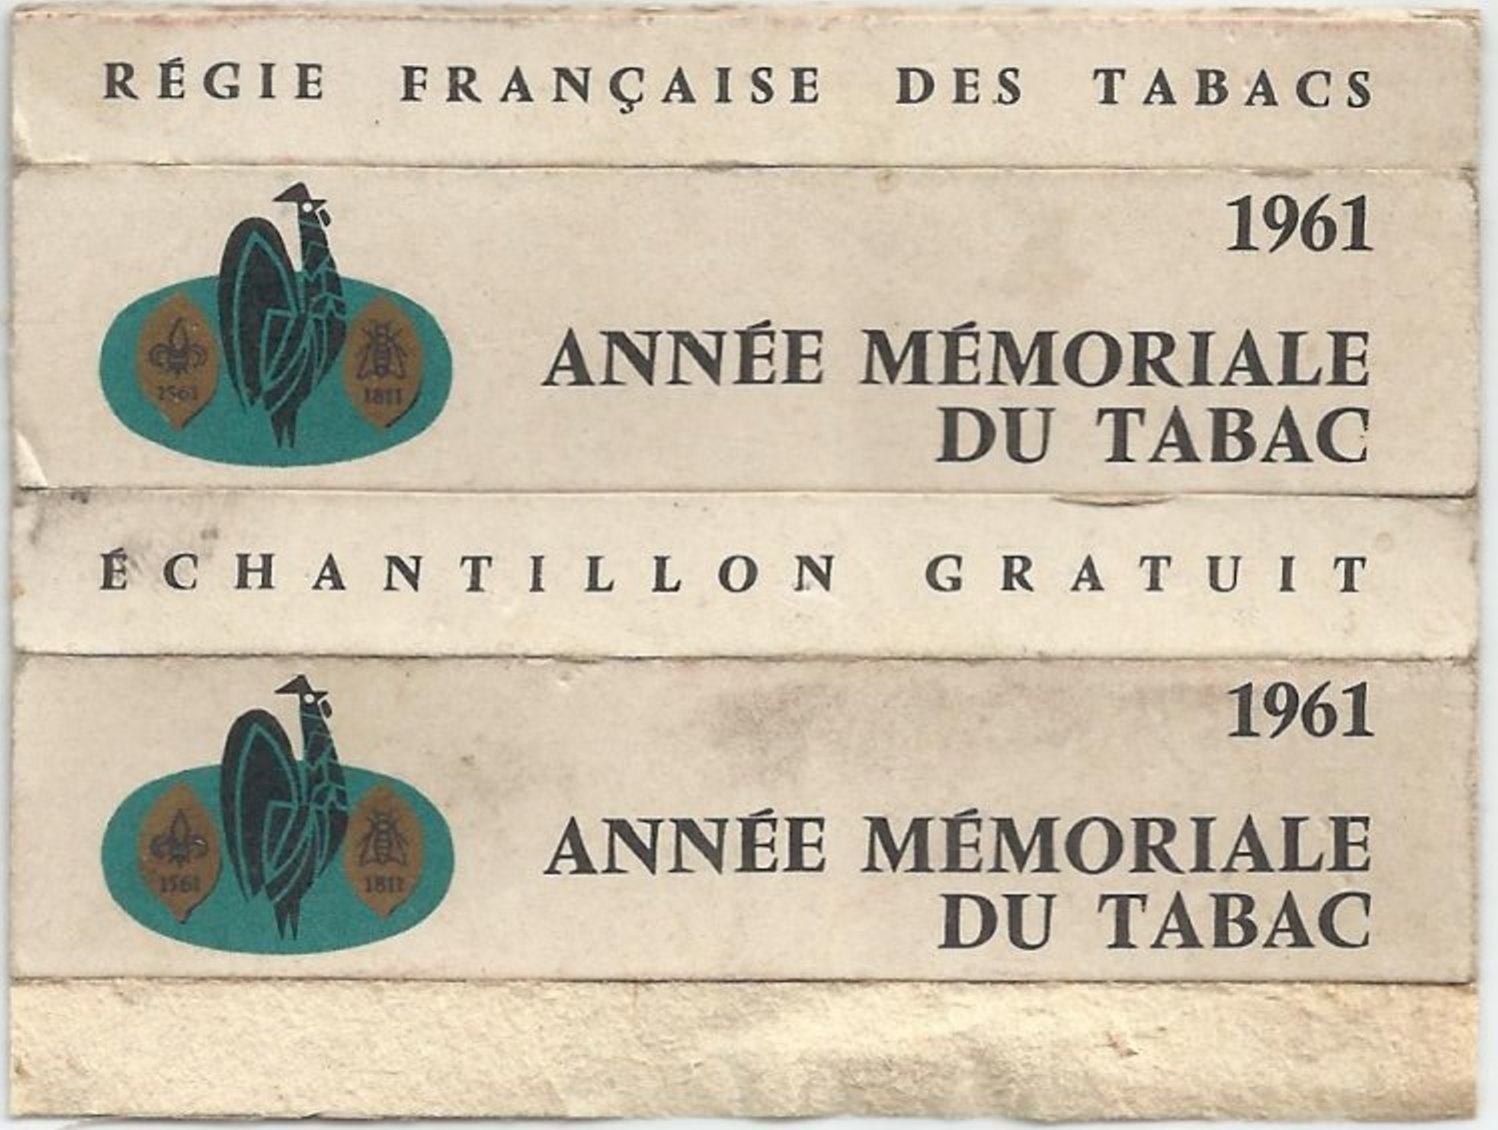 RÉGIE FRANÇAISE DES TABACS
1961
ANNÉE MÉMORIALE
DU TABAC
1561
1811
ÉCHANTILLON GRATUIT
1961
ANNÉE MÉMORIALE
DU TABAC
1561
1811